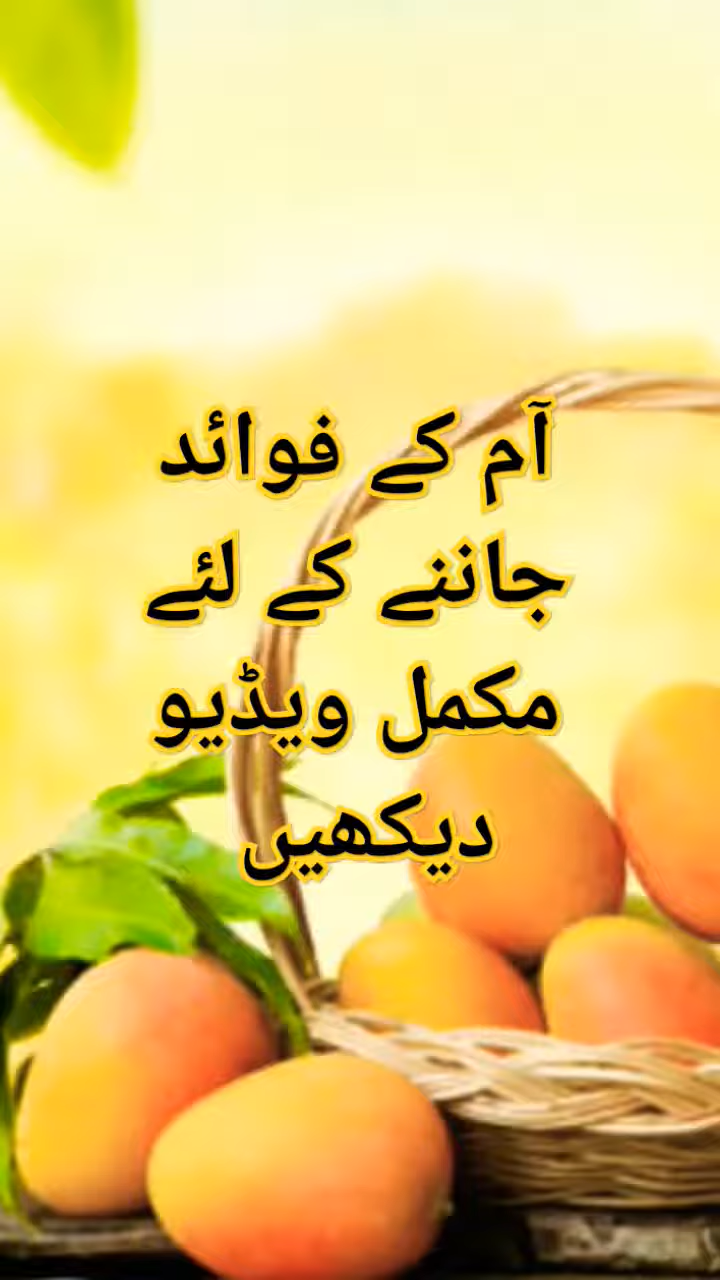 آم کے فوائد
جاننے کے لئے
مکمل ویڈیو
دیکھیں